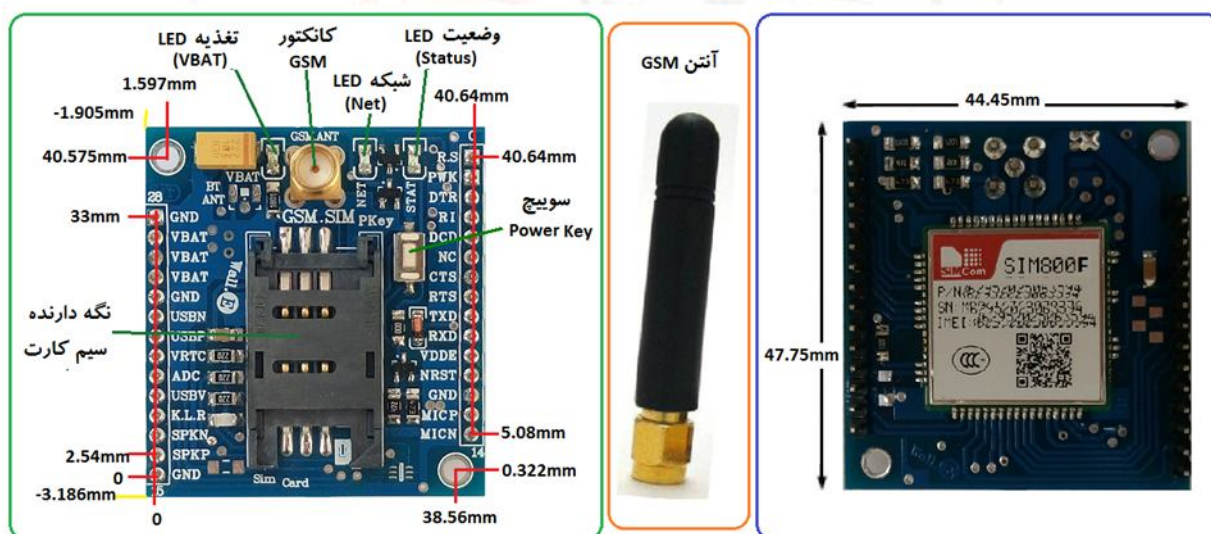 LED تغذیه
(VBAT)
کانکتور
GSM
LED وضعیت
(Status)
LED شبکه
(Net)
1.597mm
-1.905mm
40.64mm
40.575mm
40.64mm
33mm
سوییچ
Power Key
نگه دارنده
سیم کارت
2.54mm
0
-3.186mm
0
5.08mm
0.322mm
38.56mm
GSM.ANT
VBAT
BT
ANT
NET
STAT
GSM.SIM
PKey
Wall.E
28
GND
VBAT
VBAT
VBAT
GND
USBN
USBP
VRTC
ADC
USBV
K.L.R
SPKN
SPKP
GND
15
R.S
PWK
DTR
RI
DCD
NC
CTS
RTS
TXD
RXD
VDDE
NRST
GND
MICP
MICN
14
Sim Card
آنتن GSM
44.45mm
47.75mm
SIMCom
SIM800F